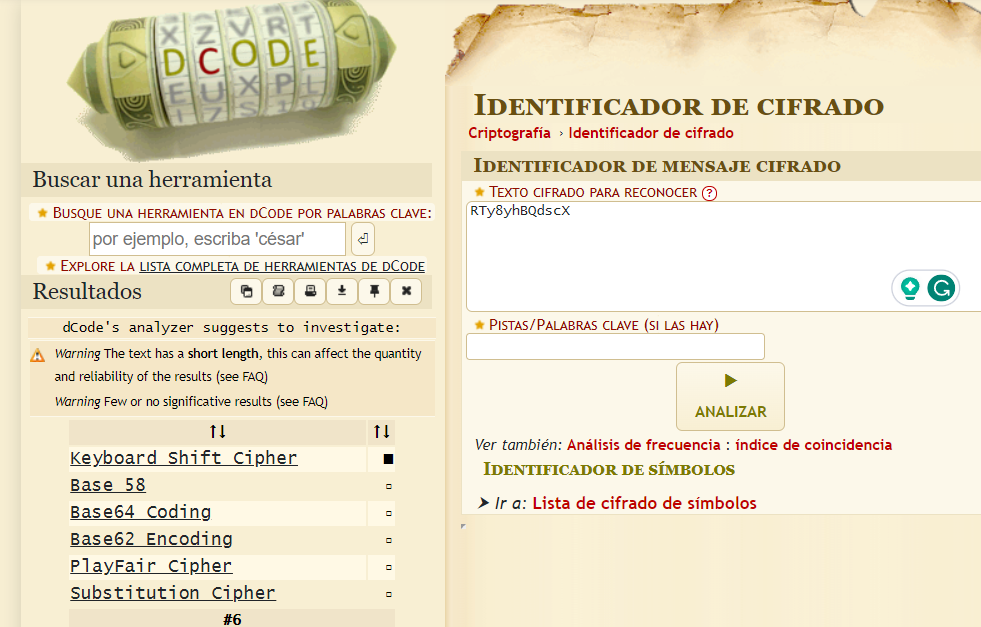 DCODE
Buscar una herramienta
Busque una herramienta en dCode por palabras clave:
por ejemplo, escriba 'césar'
Explore la lista completa de herramientas de dCode
Resultados
dCode's analyzer suggests to investigate:
Warning The text has a short length, this can affect the quantity
and reliability of the results (see FAQ)
Warning Few or no significative results (see FAQ)
↑↓ ↑↓
Keyboard Shift Cipher ■
Base 58 ▫
Base64 Coding ▫
Base62 Encoding ▫
PlayFair Cipher ▫
Substitution Cipher ▫
#6
Identificador de cifrado
Criptografía › Identificador de cifrado
Identificador de mensaje cifrado
Texto cifrado para reconocer ?
RTy8yhBQdscX
Pistas/Palabras clave (si las hay)
ANALIZAR
Ver también: Análisis de frecuencia : índice de coincidencia
Identificador de símbolos
➤ Ir a: Lista de cifrado de símbolos